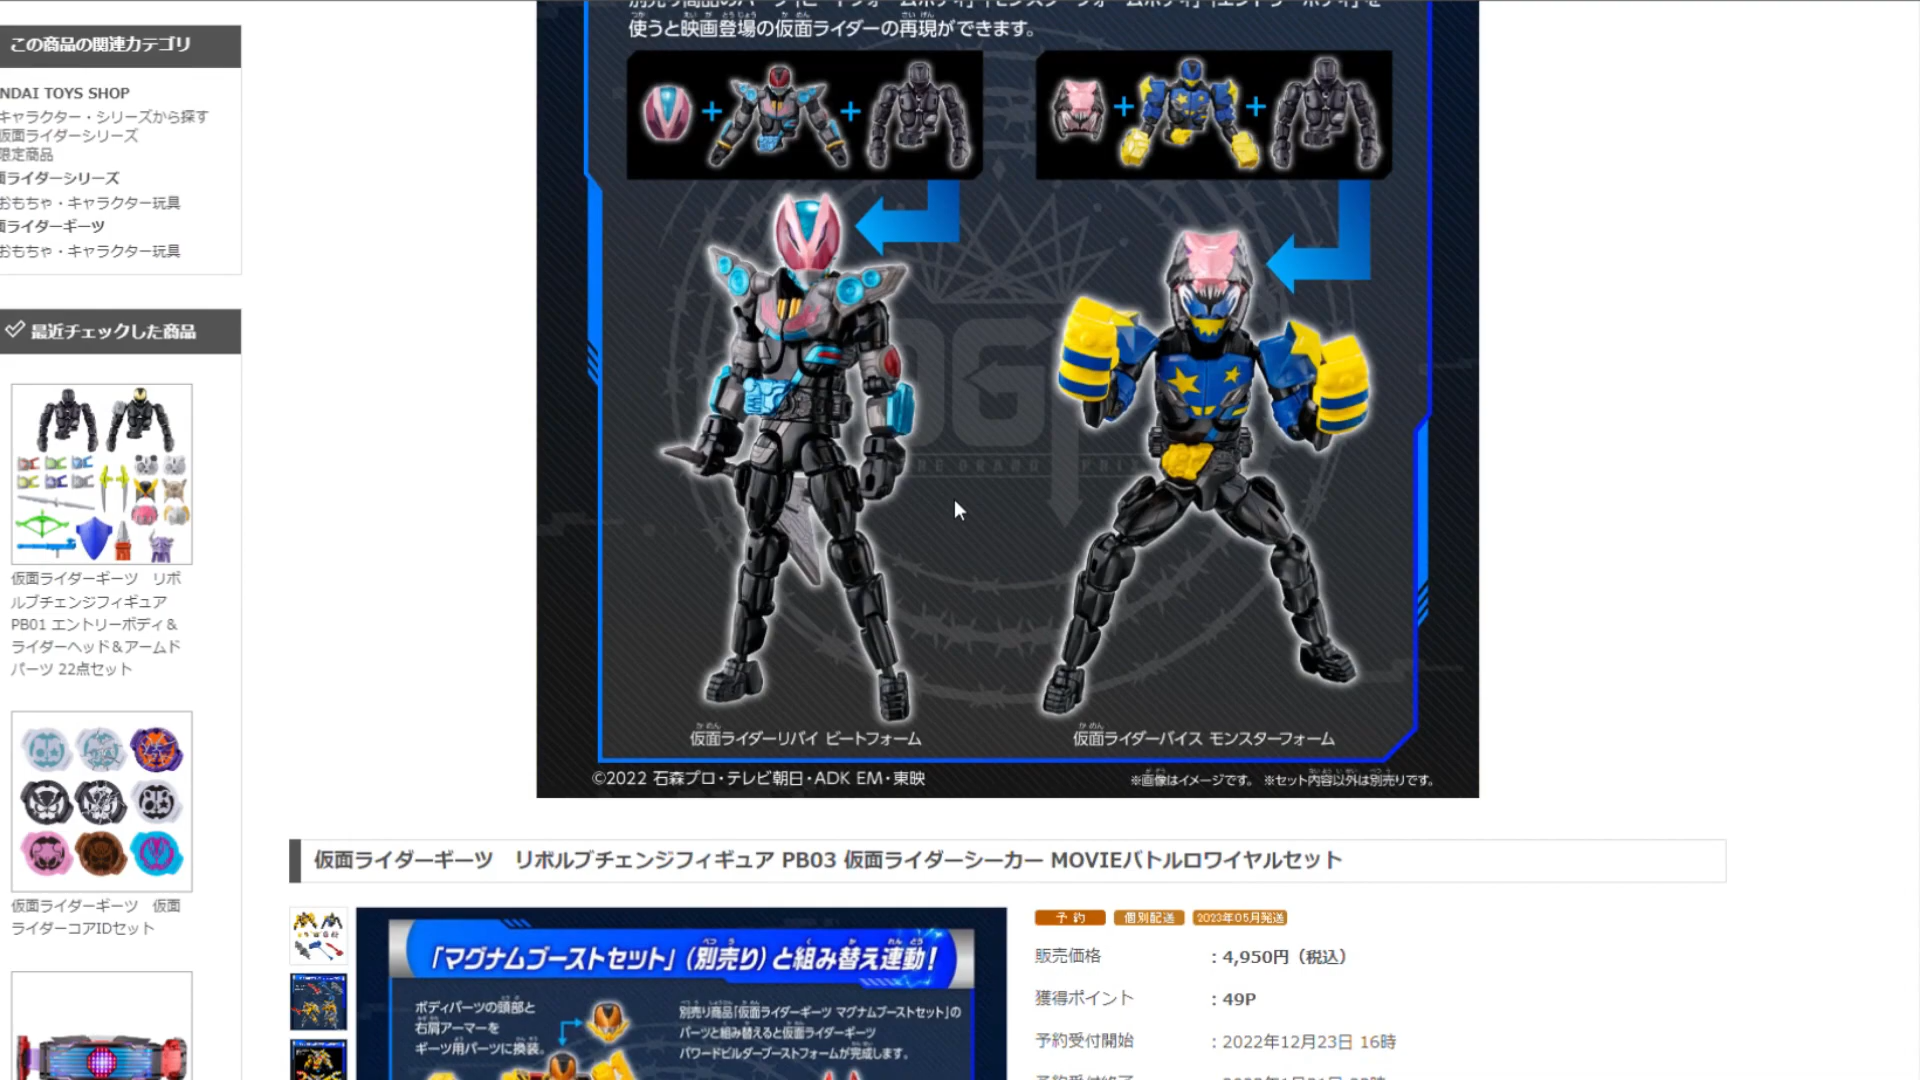 この商品の関連カテゴリ
NDAI TOYS SHOP
キャラクター・シリーズから探す
仮面ライダーシリーズ
限定商品
面ライダーシリーズ
おもちゃ・キャラクター玩具
面ライダーギーツ
おもちゃ・キャラクター玩具
最近チェックした商品
仮面ライダーギーツ　リボ
ルブチェンジフィギュア
PB01 エントリーボディ＆
ライダーヘッド＆アームド
パーツ 22点セット
仮面ライダーギーツ　仮面
ライダーコアIDセット
使うと映画登場の仮面ライダーの再現ができます。
仮面ライダーリバイ ビートフォーム
仮面ライダーバイス モンスターフォーム
©2022 石森プロ・テレビ朝日・ADK EM・東映
※画像はイメージです。 ※セット内容以外は別売りです。
仮面ライダーギーツ　リボルブチェンジフィギュア PB03 仮面ライダーシーカー MOVIEバトルロワイヤルセット
「マグナムブーストセット」(別売り)と組み替え連動！
ボディパーツの頭部と
右肩アーマーを
ギーツ用パーツに換装。
別売り商品「仮面ライダーギーツ マグナムブーストセット」の
パーツと組み替えると仮面ライダーギーツ
パワードビルダーブーストフォームが完成します。
予約 個別配送 2023年05月発送
販売価格 ：4,950円（税込）
獲得ポイント ：49P
予約受付開始 ：2022年12月23日 16時